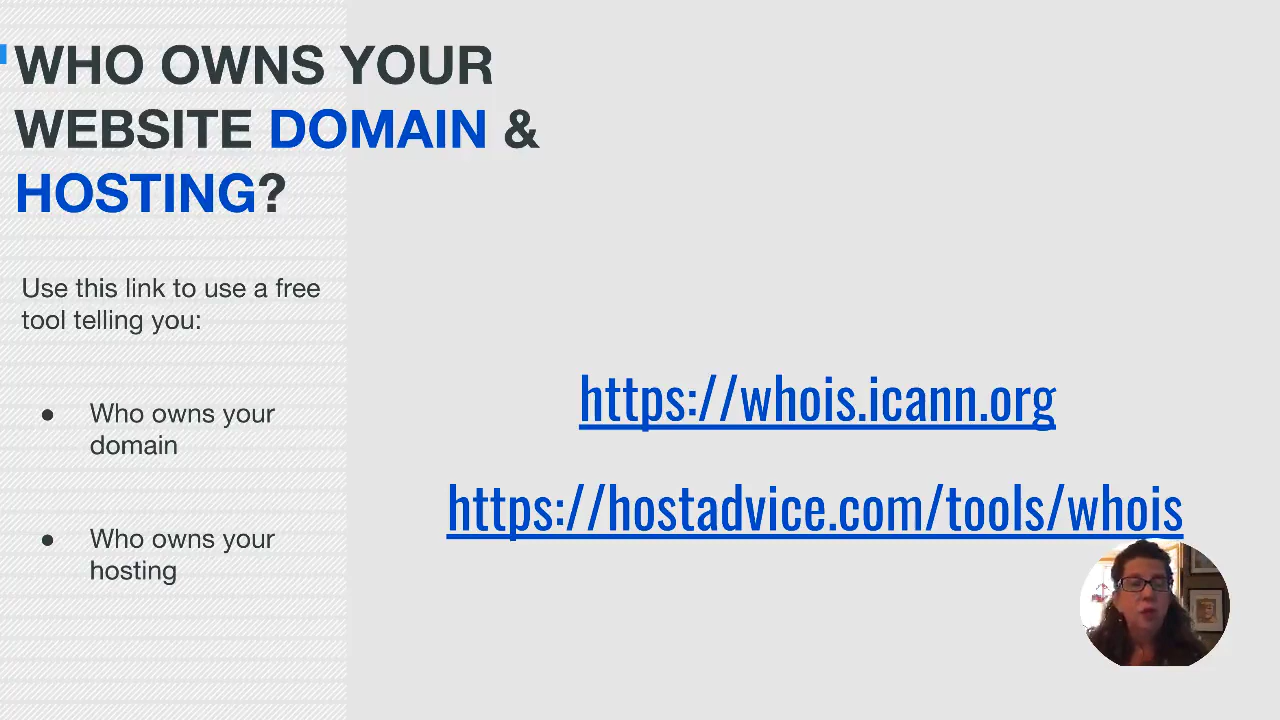 WHO OWNS YOUR
WEBSITE DOMAIN &
HOSTING?
Use this link to use a free
tool telling you:
● Who owns your
domain
● Who owns your
hosting
https://whois.icann.org
https://hostadvice.com/tools/whois